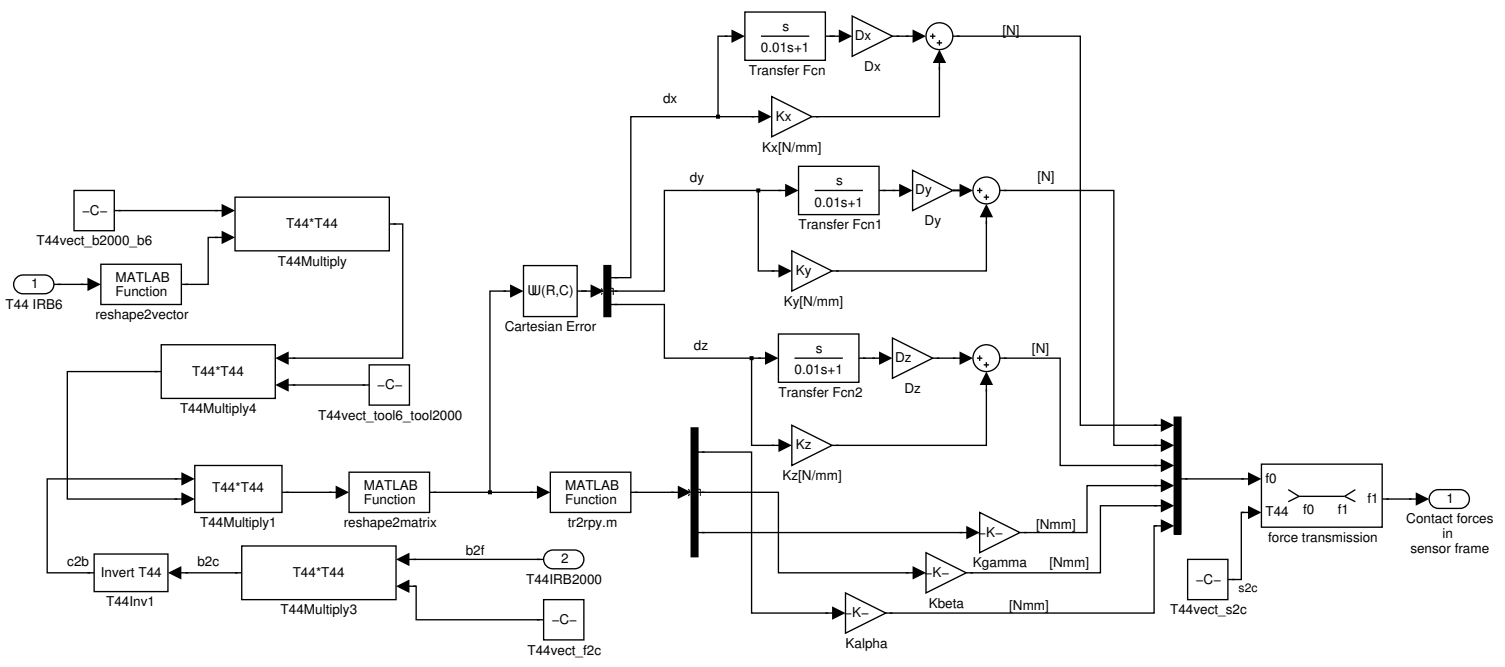 s
0.01s+1
Transfer Fcn
Dx
Dx
+
+
[N]
dx
Kx
Kx[N/mm]
dy
s
0.01s+1
Transfer Fcn1
Dy
Dy
+
+
[N]
Ky
Ky[N/mm]
–C–
T44vect_b2000_b6
T44*T44
T44Multiply
1
T44 IRB6
MATLAB
Function
reshape2vector
U(R,C)
Cartesian Error
dz
s
0.01s+1
Transfer Fcn2
Dz
Dz
+
+
[N]
Kz
Kz[N/mm]
T44*T44
T44Multiply4
–C–
T44vect_tool6_tool2000
T44*T44
T44Multiply1
MATLAB
Function
reshape2matrix
MATLAB
Function
tr2rpy.m
–K–
Kgamma
[Nmm]
–K–
Kbeta
[Nmm]
–K–
Kalpha
[Nmm]
f0
T44
f0
f1
f1
force transmission
1
Contact forces
in
sensor frame
–C–
T44vect_s2c
s2c
c2b
Invert T44
T44Inv1
b2c
T44*T44
T44Multiply3
b2f
2
T44IRB2000
–C–
T44vect_f2c